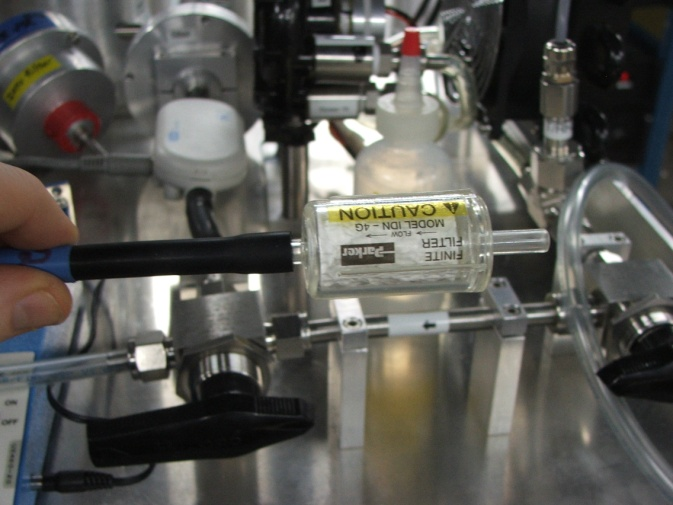 FINITE
FILTER
Parker
← FLOW ←
MODEL IDN - 4G
CAUTION
ON
OFF